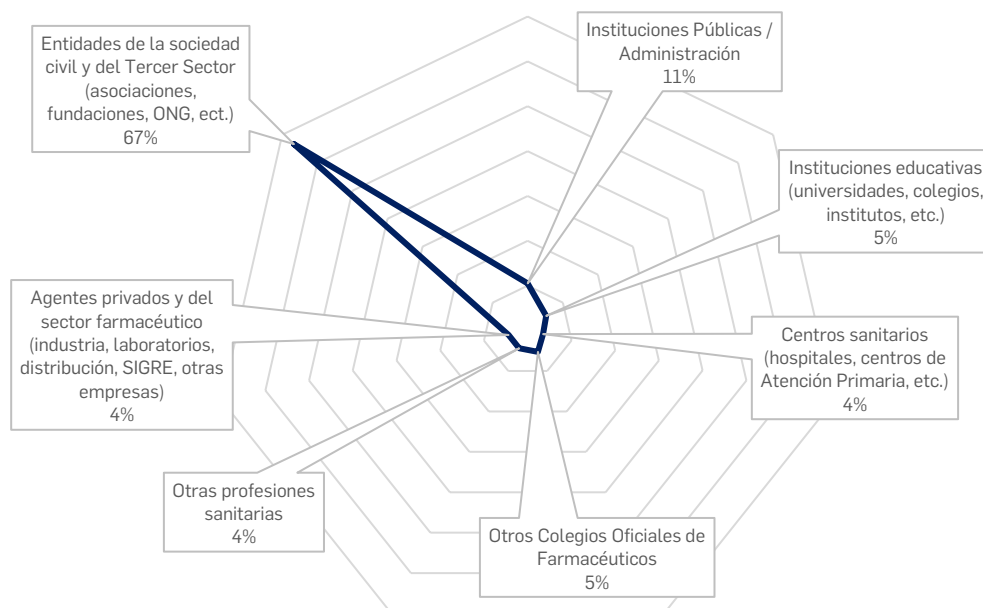 Instituciones Públicas /
Administración
11%
Entidades de la sociedad
civil y del Tercer Sector
(asociaciones,
fundaciones, ONG, ect.)
67%
Instituciones educativas
(universidades, colegios,
institutos, etc.)
5%
Agentes privados y del
sector farmacéutico
(industria, laboratorios,
distribución, SIGRE, otras
empresas)
4%
Centros sanitarios
(hospitales, centros de
Atención Primaria, etc.)
4%
Otras profesiones
sanitarias
4%
Otros Colegios Oficiales de
Farmacéuticos
5%